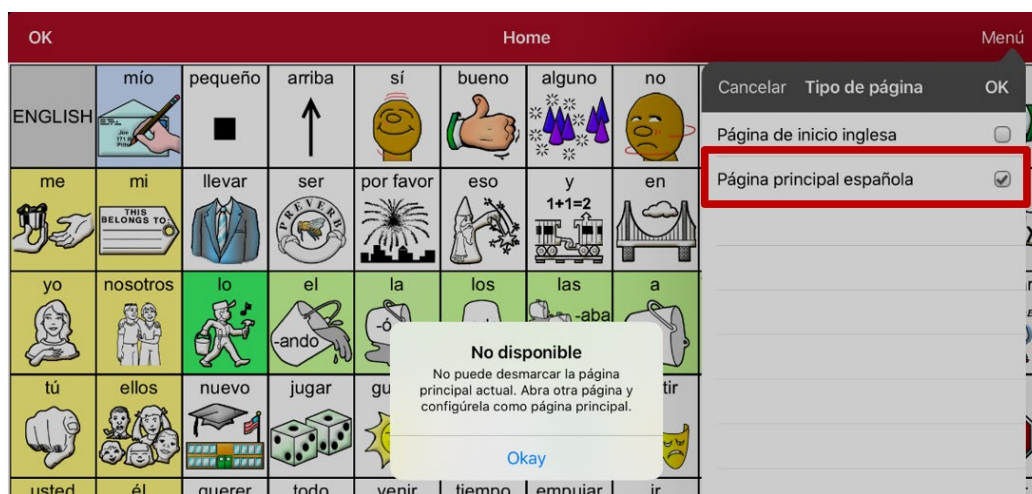 OK Home Menú
mío pequeño arriba sí bueno alguno no
ENGLISH
Cancelar Tipo de página OK
Página de inicio inglesa
Página principal española
me mi llevar ser por favor eso y en
THIS
BELONGS TO:
PREVERB
1+1=2
yo nosotros lo el la los las a
-ando -ó -aba
No disponible
No puede desmarcar la página
principal actual. Abra otra página y
configúrela como página principal.
Okay
tú ellos nuevo jugar gu tir
usted él querer todo venir tiempo empujar ir